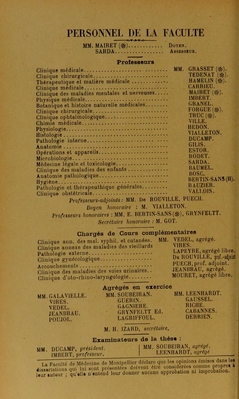 PERSONNEL DE LA FACULTÉ
MM. MAIRET (✻) ........ Doyen.
SARDA ........ Assesseur.
Professeurs
Clinique médicale ........ MM. GRASSET (✻).
Clinique chirurgicale ........ TEDENAT (✻).
Thérapeutique et matière médicale ........ HAMELIN (✻).
Clinique médicale ........ CARRIEU.
Clinique des maladies mentales et nerveuses ........ MAIRET (✻).
Physique médicale ........ IMBERT.
Botanique et histoire naturelle médicales ........ GRANEL.
Clinique chirurgicale ........ FORGUE (✻).
Clinique ophtalmologique ........ TRUC (✻).
Chimie médicale ........ VILLE.
Physiologie ........ HEDON.
Histologie ........ VIALLETON.
Pathologie interne ........ DUCAMP.
Anatomie ........ GILIS.
Opérations et appareils ........ ESTOR.
Microbiologie ........ RODET.
Médecine légale et toxicologie ........ SARDA.
Clinique des maladies des enfants ........ BAUMEL.
Anatomie pathologique ........ BOSC.
Hygiène ........ BERTIN-SANS (H).
Pathologie et thérapeutique générales ........ RAUZIER.
Clinique obstétricale ........ VALLOIS.
Professeurs-adjoints : MM. De ROUVILLE, PUECH.
Doyen honoraire : M. VIALLETON.
Professeurs honoraires : MM. E. BERTIN-SANS (✻), GRYNFELTT.
Secrétaire honoraire : M. GOT.
Chargés de Cours complémentaires
Clinique ann. des mal. syphil. et cutanées. MM. VEDEL, agrégé.
Clinique annexe des maladies des vieillards VIRES.
Pathologie externe ........ LAPEYRE, agrégé libre.
Clinique gynécologique ........ De ROUVILLE, prof. adjoint
Accouchements ........ PUECH, prof. adjoint.
Clinique des maladies des voies urinaires ... JEANBRAU, agrégé.
Clinique d'oto-rhino-laryngologie ........ MOURET, agrégé libre.
Agrégés en exercice
MM. GALAVIELLE. MM. SOUBEIRAN. MM. LEENHARDT.
VIRES. GUERIN. GAUSSEL.
VEDEL. GAGNIERE. RICHE.
JEANBRAU. GRYNFELTT Ed. CABANNES.
POUJOL. LAGRIFFOUL. DERRIEN.
M. H. IZARD, secrétaire,
Examinateurs de la thèse :
MM. DUCAMP, président. MM. SOUBEIRAN, agrégé.
IMBERT, professeur. LEENHARDT, agrégé
La Faculté de Médecine de Montpellier déclare que les opinions émises dans les
dissertations qui lui sont présentées doivent être considérées comme propres à
leur auteur ; qu'elle n'entend leur donner aucune approbation ni improbation.